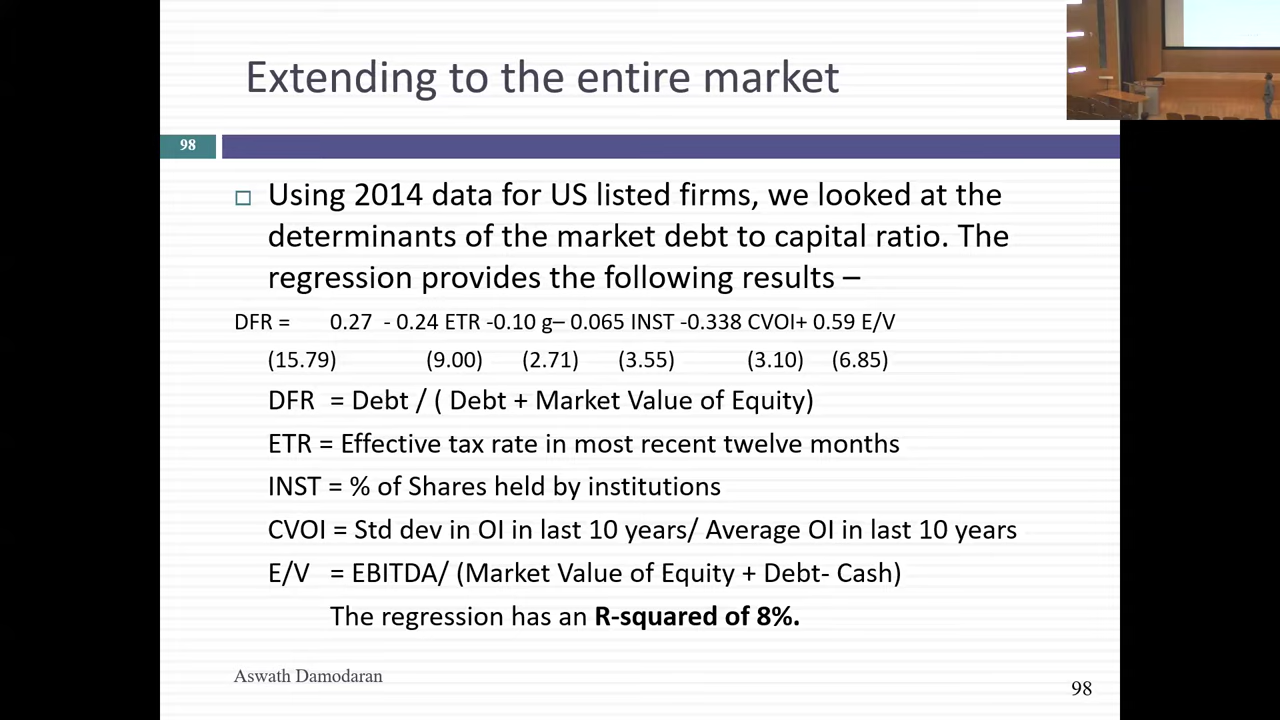 Extending to the entire market
98
Using 2014 data for US listed firms, we looked at the
determinants of the market debt to capital ratio. The
regression provides the following results –
DFR = 0.27 - 0.24 ETR -0.10 g– 0.065 INST -0.338 CVOI+ 0.59 E/V
(15.79) (9.00) (2.71) (3.55) (3.10) (6.85)
DFR = Debt / ( Debt + Market Value of Equity)
ETR = Effective tax rate in most recent twelve months
INST = % of Shares held by institutions
CVOI = Std dev in OI in last 10 years/ Average OI in last 10 years
E/V = EBITDA/ (Market Value of Equity + Debt- Cash)
The regression has an R-squared of 8%.
Aswath Damodaran
98